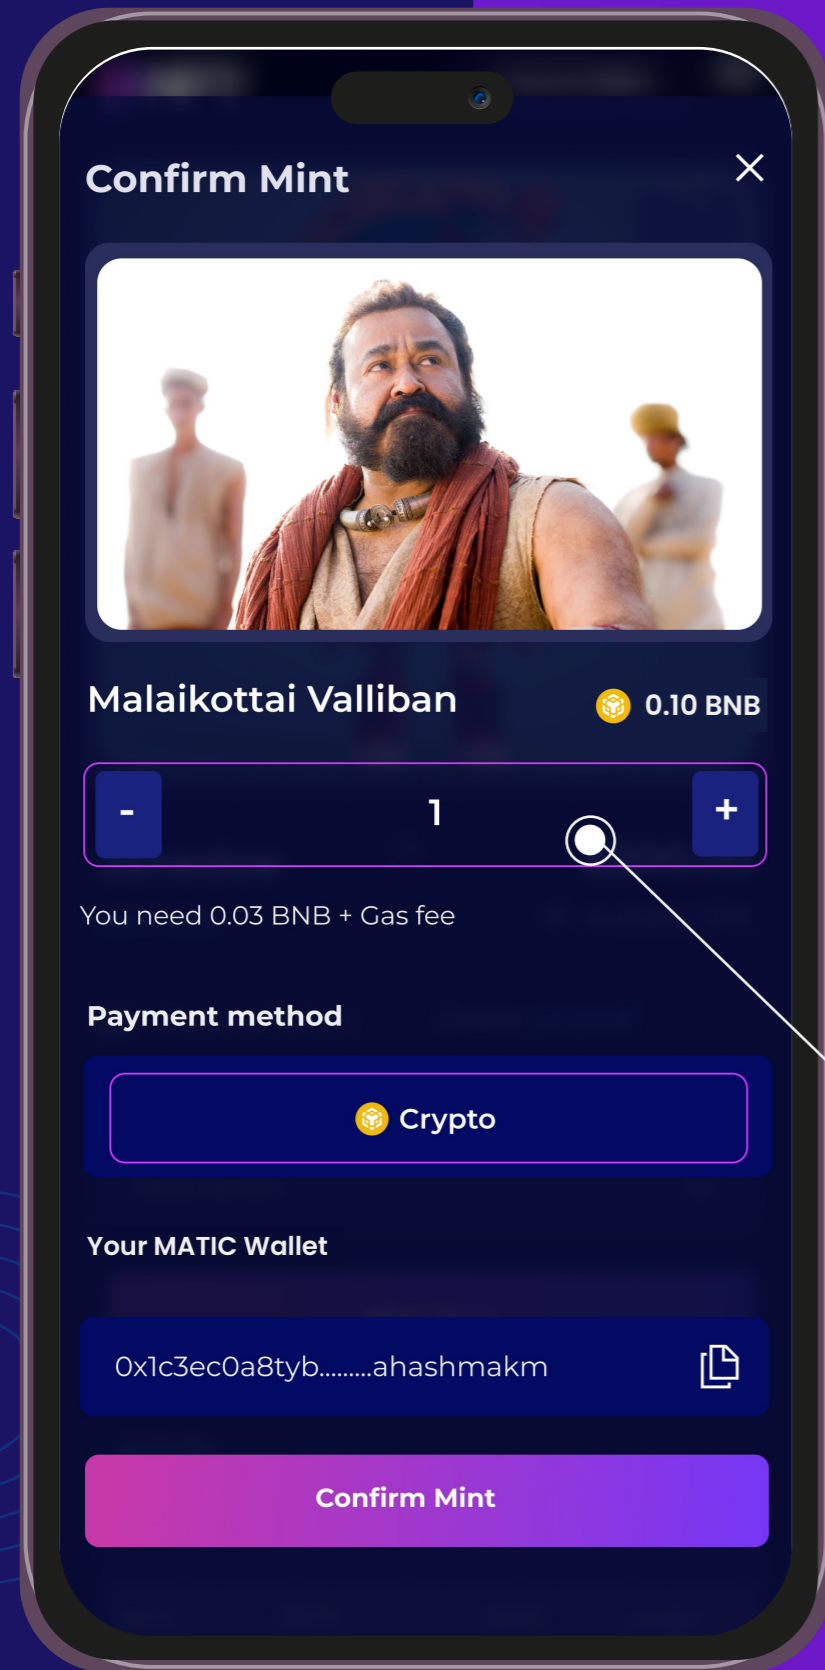 Confirm Mint
Malaikottai Valliban
0.10 BNB
- 1 +
You need 0.03 BNB + Gas fee
Payment method
Crypto
Your MATIC Wallet
0x1c3ec0a8tyb.........ahashmakm
Confirm Mint